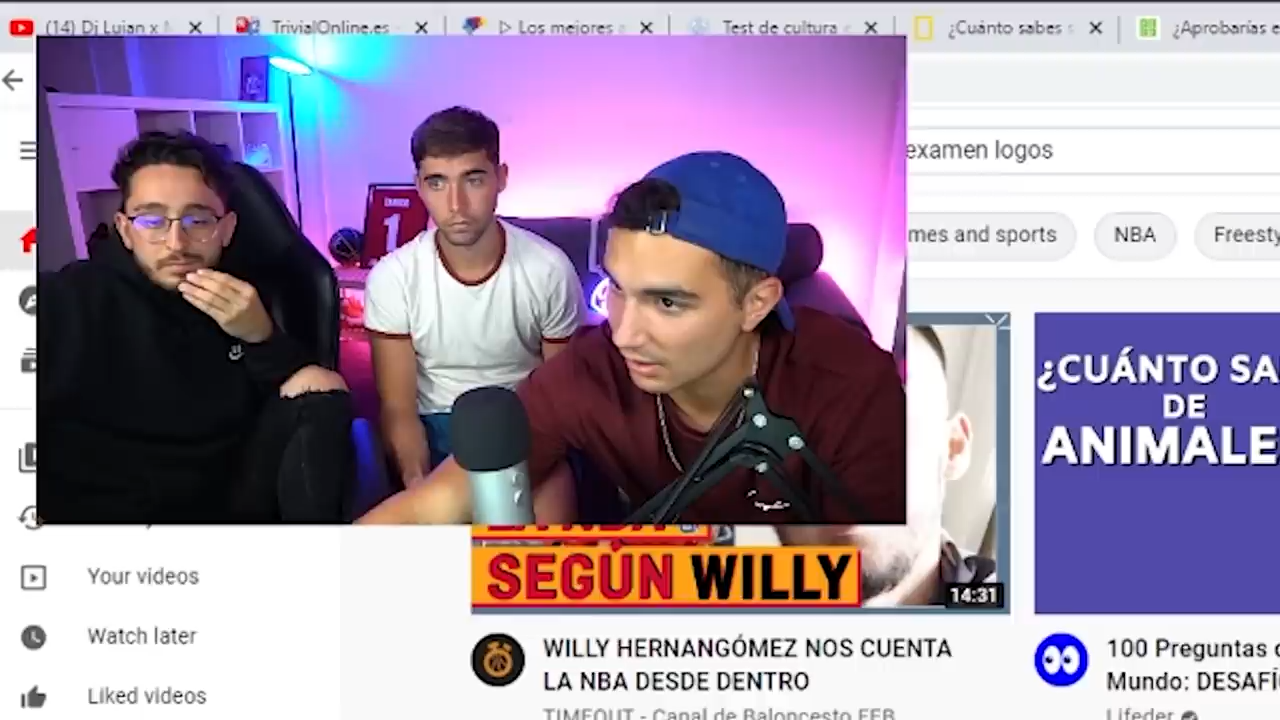 (14) Dj Lujan x
TrivialOnline.es
Los mejores
Test de cultura
¿Cuánto sabes
¿Aprobarías e
examen logos
mes and sports
NBA
Freesty
1
SEGÚN WILLY
14:31
¿CUÁNTO SA
DE
ANIMALE
Your videos
Watch later
Liked videos
WILLY HERNANGÓMEZ NOS CUENTA
LA NBA DESDE DENTRO
TIMEOUT - Canal de Baloncesto FEB
100 Preguntas
Mundo: DESAFÍ
Lifeder